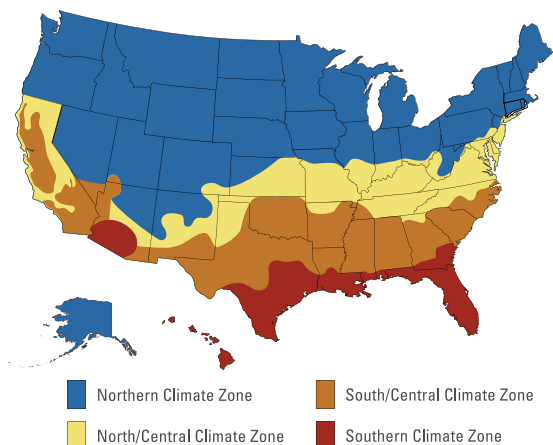 Northern Climate Zone
South/Central Climate Zone
North/Central Climate Zone
Southern Climate Zone